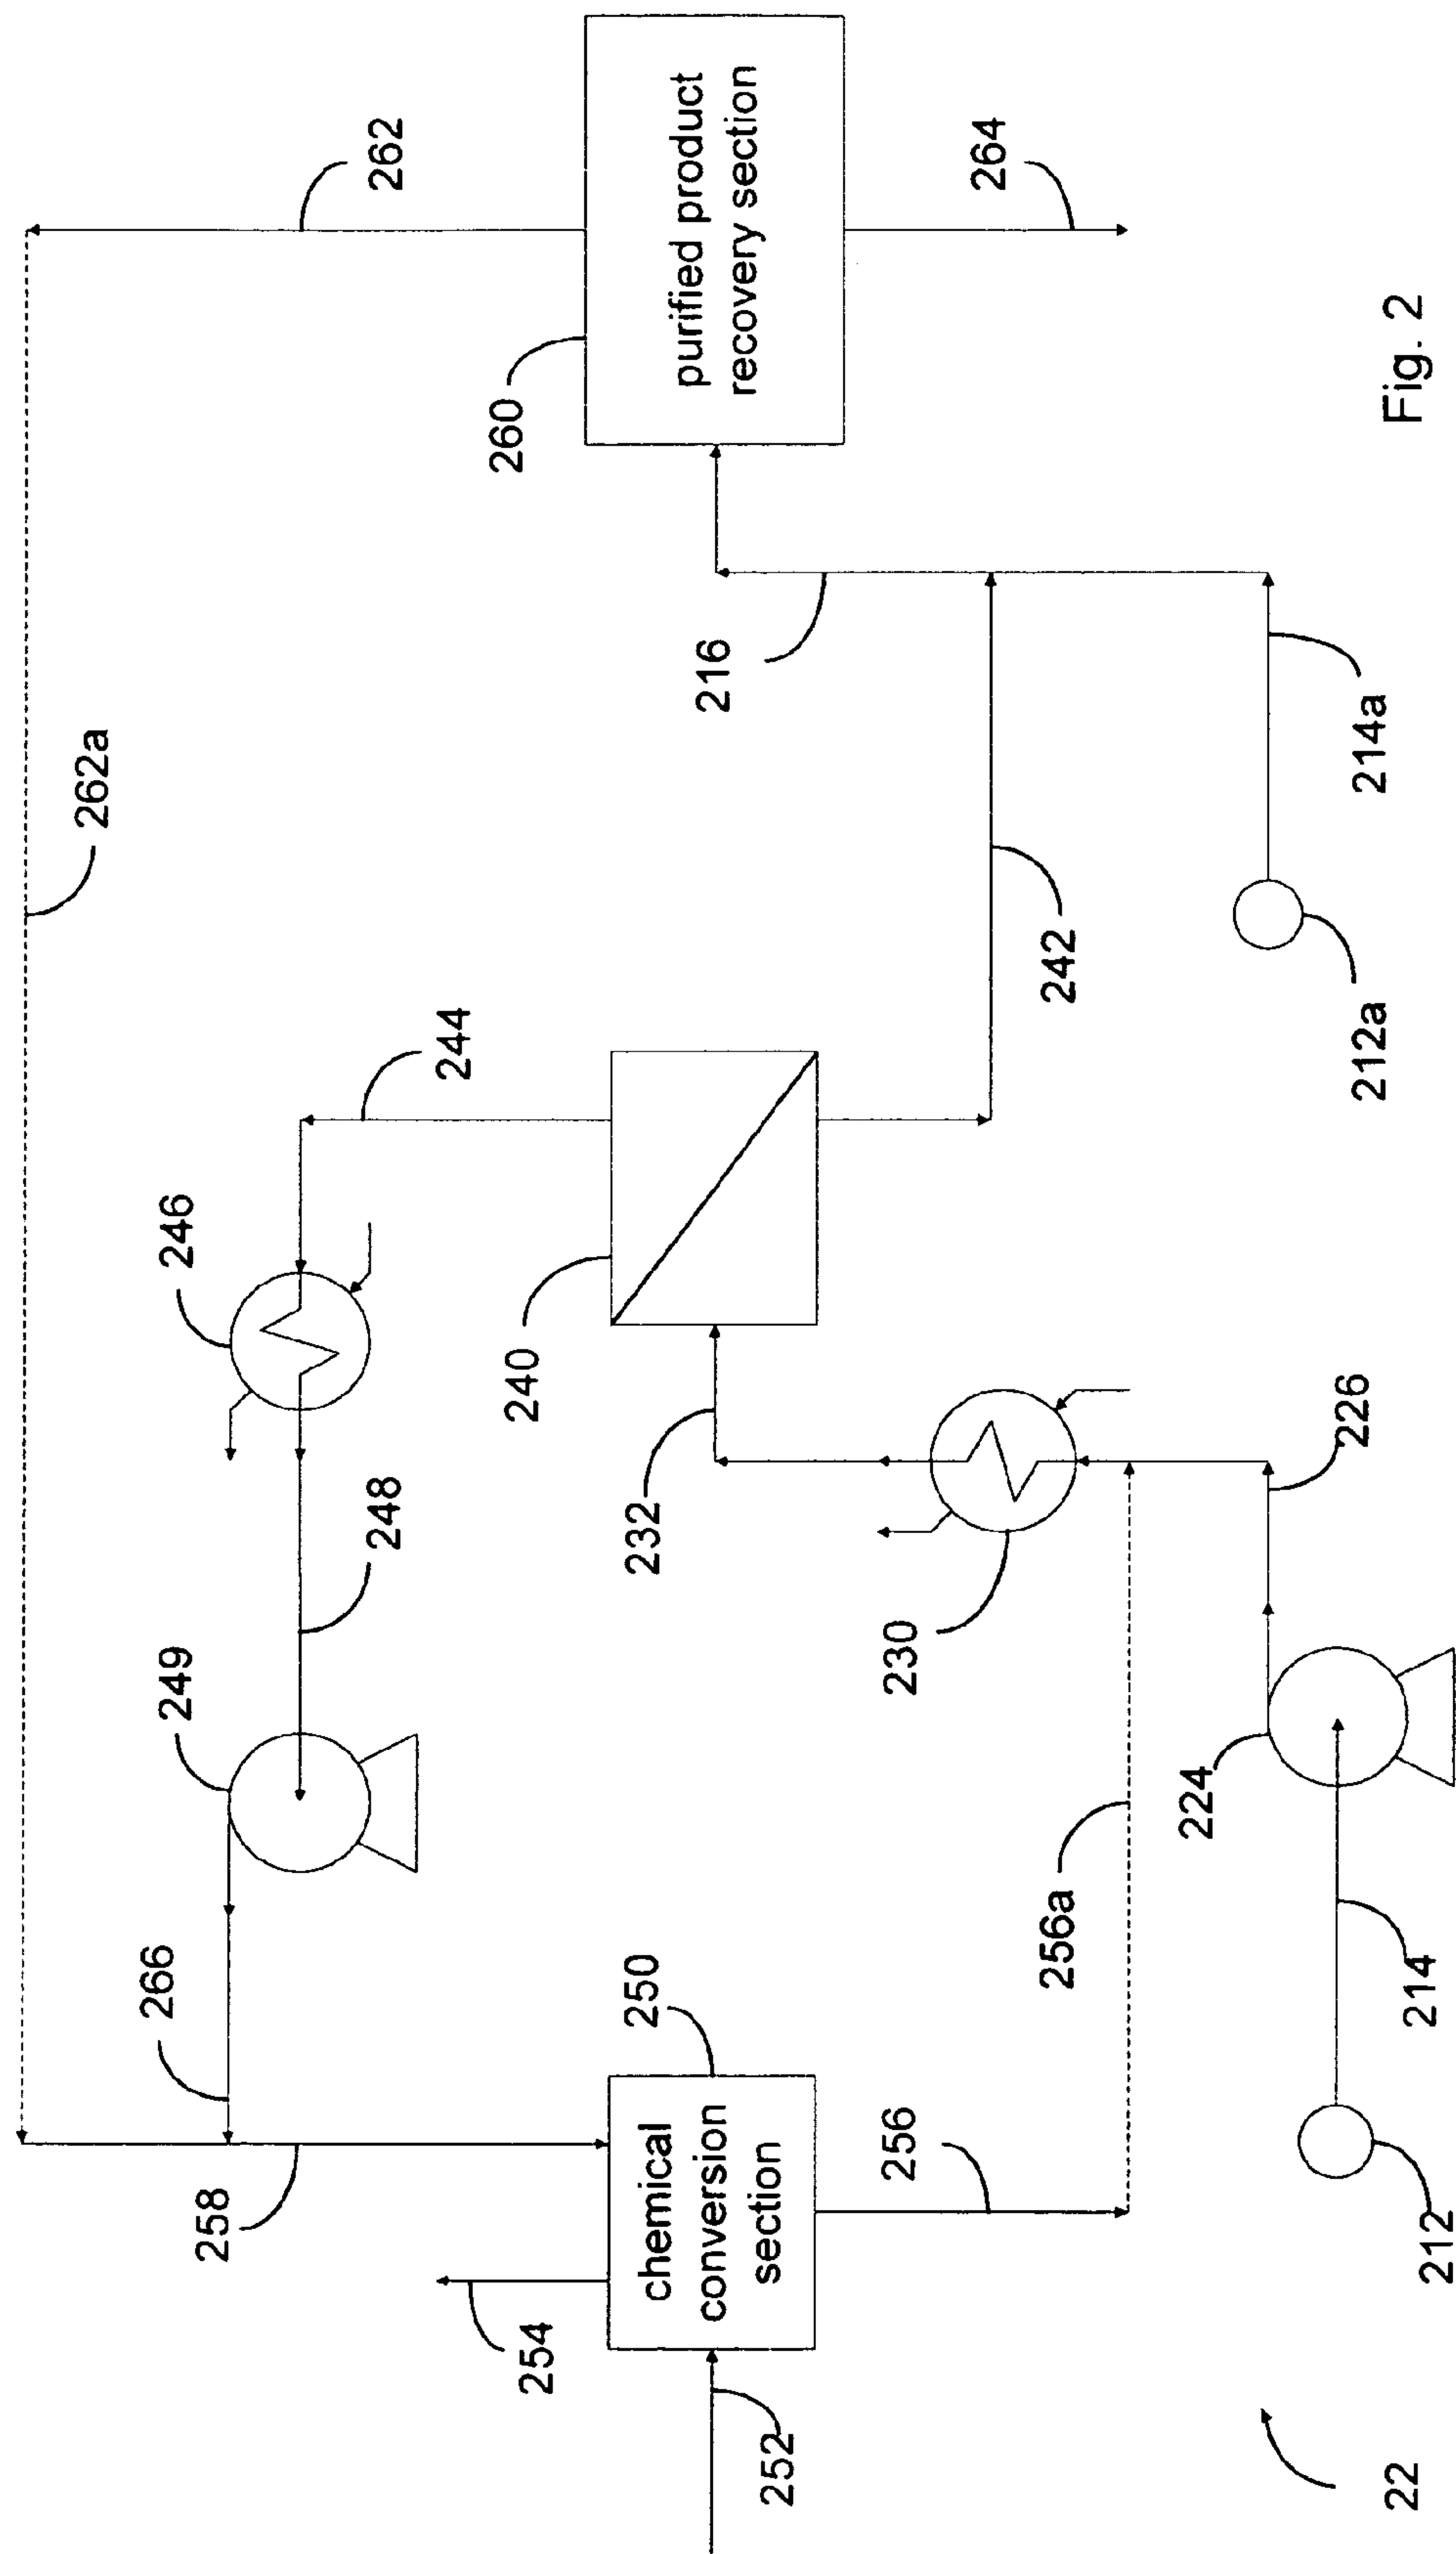 262a
262
266
249
246
258
248
244
254
260
purified product
recovery section
252
chemical
conversion
section
250
232
240
216
264
256
256a
230
242
224
226
22
212
214
212a
214a
Fig. 2